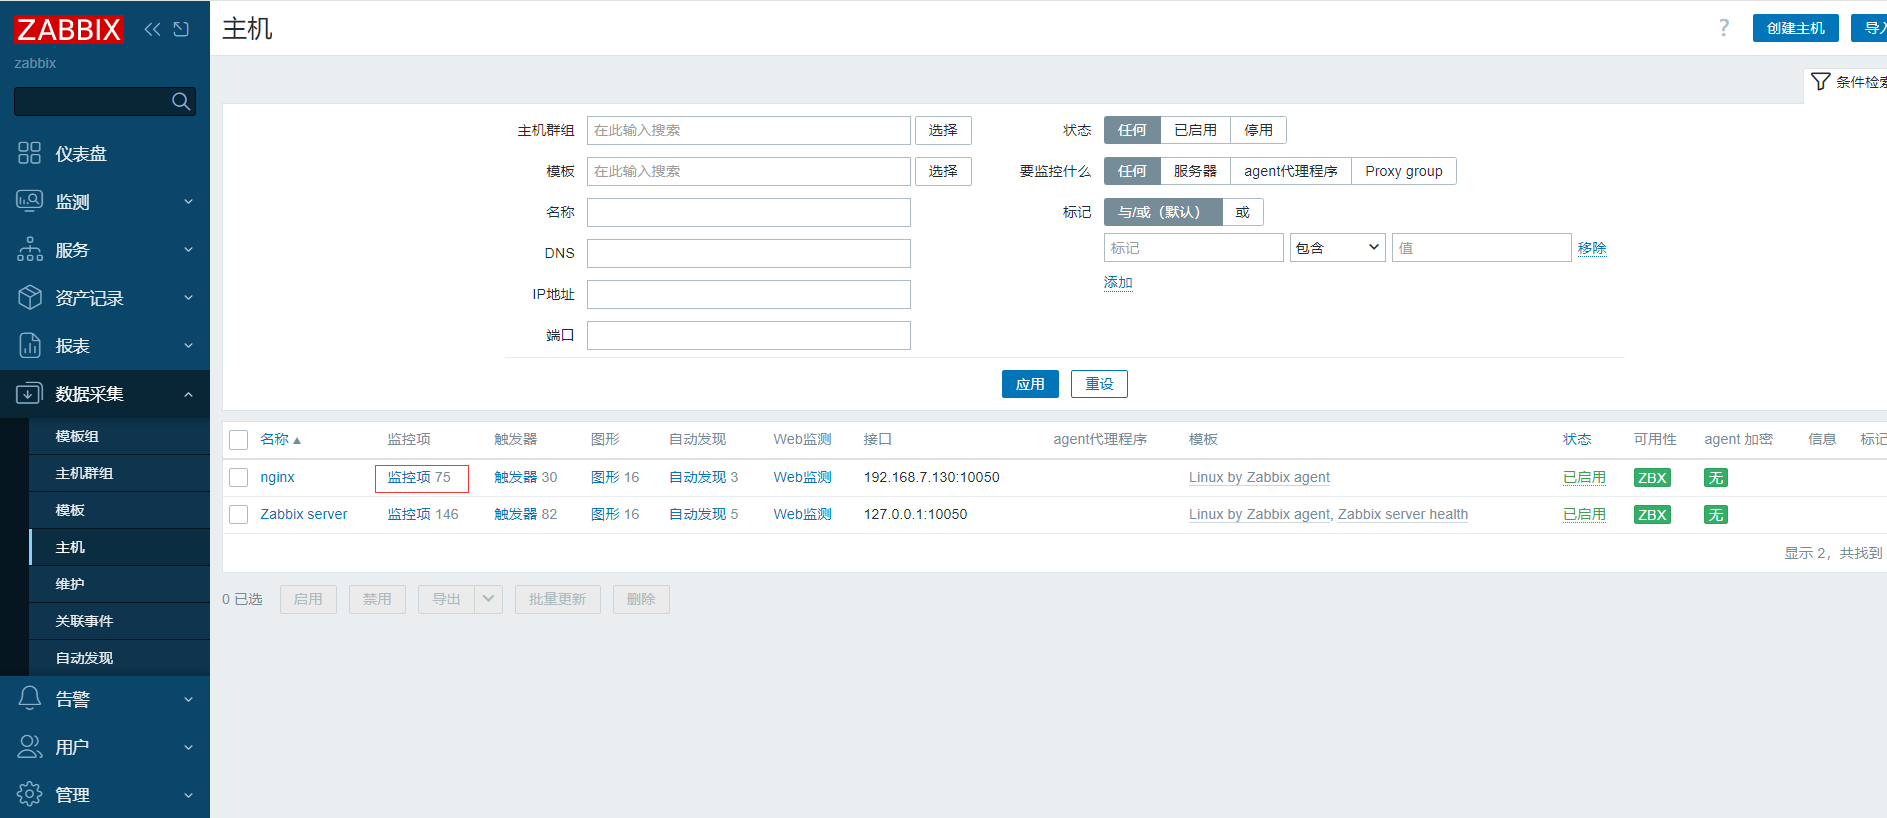 ZABBIX
zabbix
仪表盘
监测
服务
资产记录
报表
数据采集
模板组
主机群组
模板
主机
维护
关联事件
自动发现
告警
用户
管理
主机
?
创建主机
导入
条件检索
主机群组 在此输入搜索 选择
模板 在此输入搜索 选择
名称
DNS
IP地址
端口
状态 任何 已启用 停用
要监控什么 任何 服务器 agent代理程序 Proxy group
标记 与/或（默认） 或
标记 包含 值 移除
添加
应用 重设
名称▲ 监控项 触发器 图形 自动发现 Web监测 接口 agent代理程序 模板 状态 可用性 agent 加密 信息 标记
nginx 监控项 75 触发器 30 图形 16 自动发现 3 Web监测 192.168.7.130:10050 Linux by Zabbix agent 已启用 ZBX 无
Zabbix server 监控项 146 触发器 82 图形 16 自动发现 5 Web监测 127.0.0.1:10050 Linux by Zabbix agent, Zabbix server health 已启用 ZBX 无
显示 2，共找到
0 已选 启用 禁用 导出 批量更新 删除